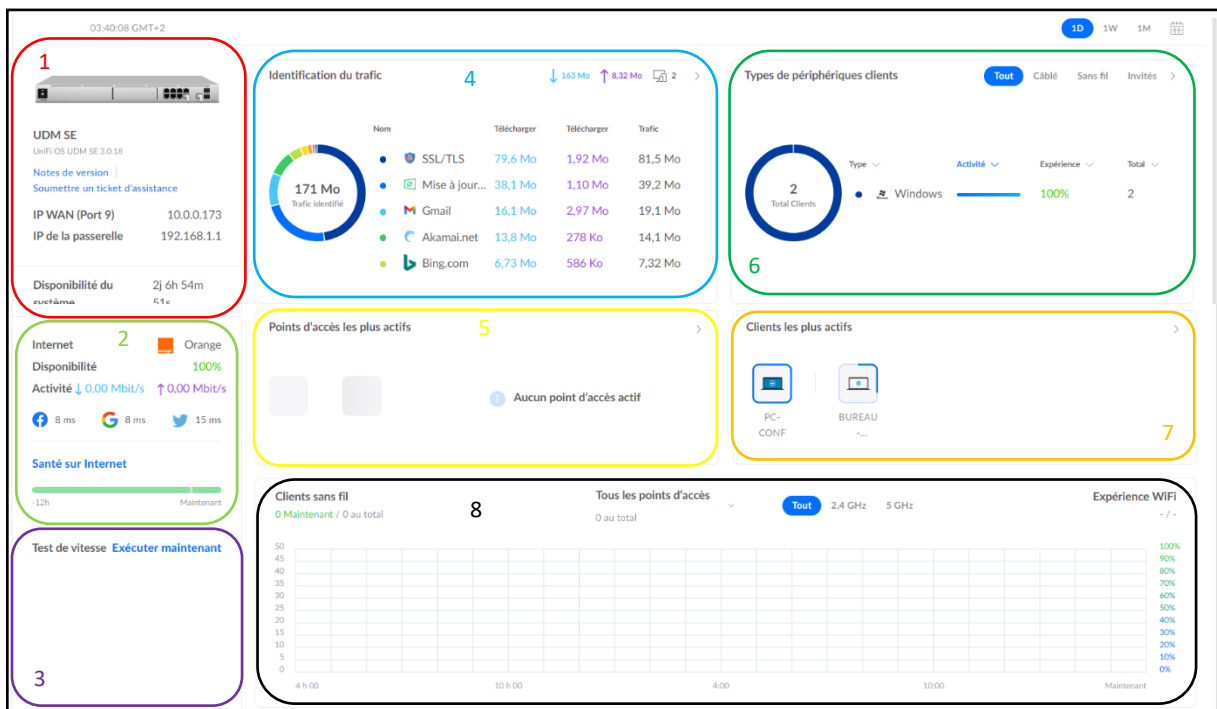 03:40:08 GMT+2
1D 1W 1M
1
UDM SE
UniFi OS UDM SE 3.0.18
Notes de version
Soumettre un ticket d'assistance
IP WAN (Port 9) 10.0.0.173
IP de la passerelle 192.168.1.1
Disponibilité du 2j 6h 54m
système 51s
2
Internet Orange
Disponibilité 100%
Activité ↓ 0,00 Mbit/s ↑ 0,00 Mbit/s
8 ms 8 ms 15 ms
Santé sur Internet
-12h Maintenant
Test de vitesse Exécuter maintenant
3
Identification du trafic 4 ↓ 163 Mo ↑ 8,32 Mo 2
Nom Télécharger Télécharger Trafic
171 Mo
Trafic identifié
SSL/TLS 79,6 Mo 1,92 Mo 81,5 Mo
Mise à jour... 38,1 Mo 1,10 Mo 39,2 Mo
Gmail 16,1 Mo 2,97 Mo 19,1 Mo
Akamai.net 13,8 Mo 278 Ko 14,1 Mo
Bing.com 6,73 Mo 586 Ko 7,32 Mo
Types de périphériques clients Tout Câblé Sans fil Invités
Type Activité Expérience Total
2
Total Clients
Windows 100% 2
6
Points d'accès les plus actifs 5
Aucun point d'accès actif
Clients les plus actifs
PC-
CONF
BUREAU
-...
7
Clients sans fil 8 Tous les points d'accès Tout 2,4 GHz 5 GHz Expérience WiFi
0 Maintenant / 0 au total 0 au total - / -
50 100%
45 90%
40 80%
35 70%
30 60%
25 50%
20 40%
15 30%
10 20%
5 10%
0 0%
4 h 00 10 h 00 4:00 10:00 Maintenant